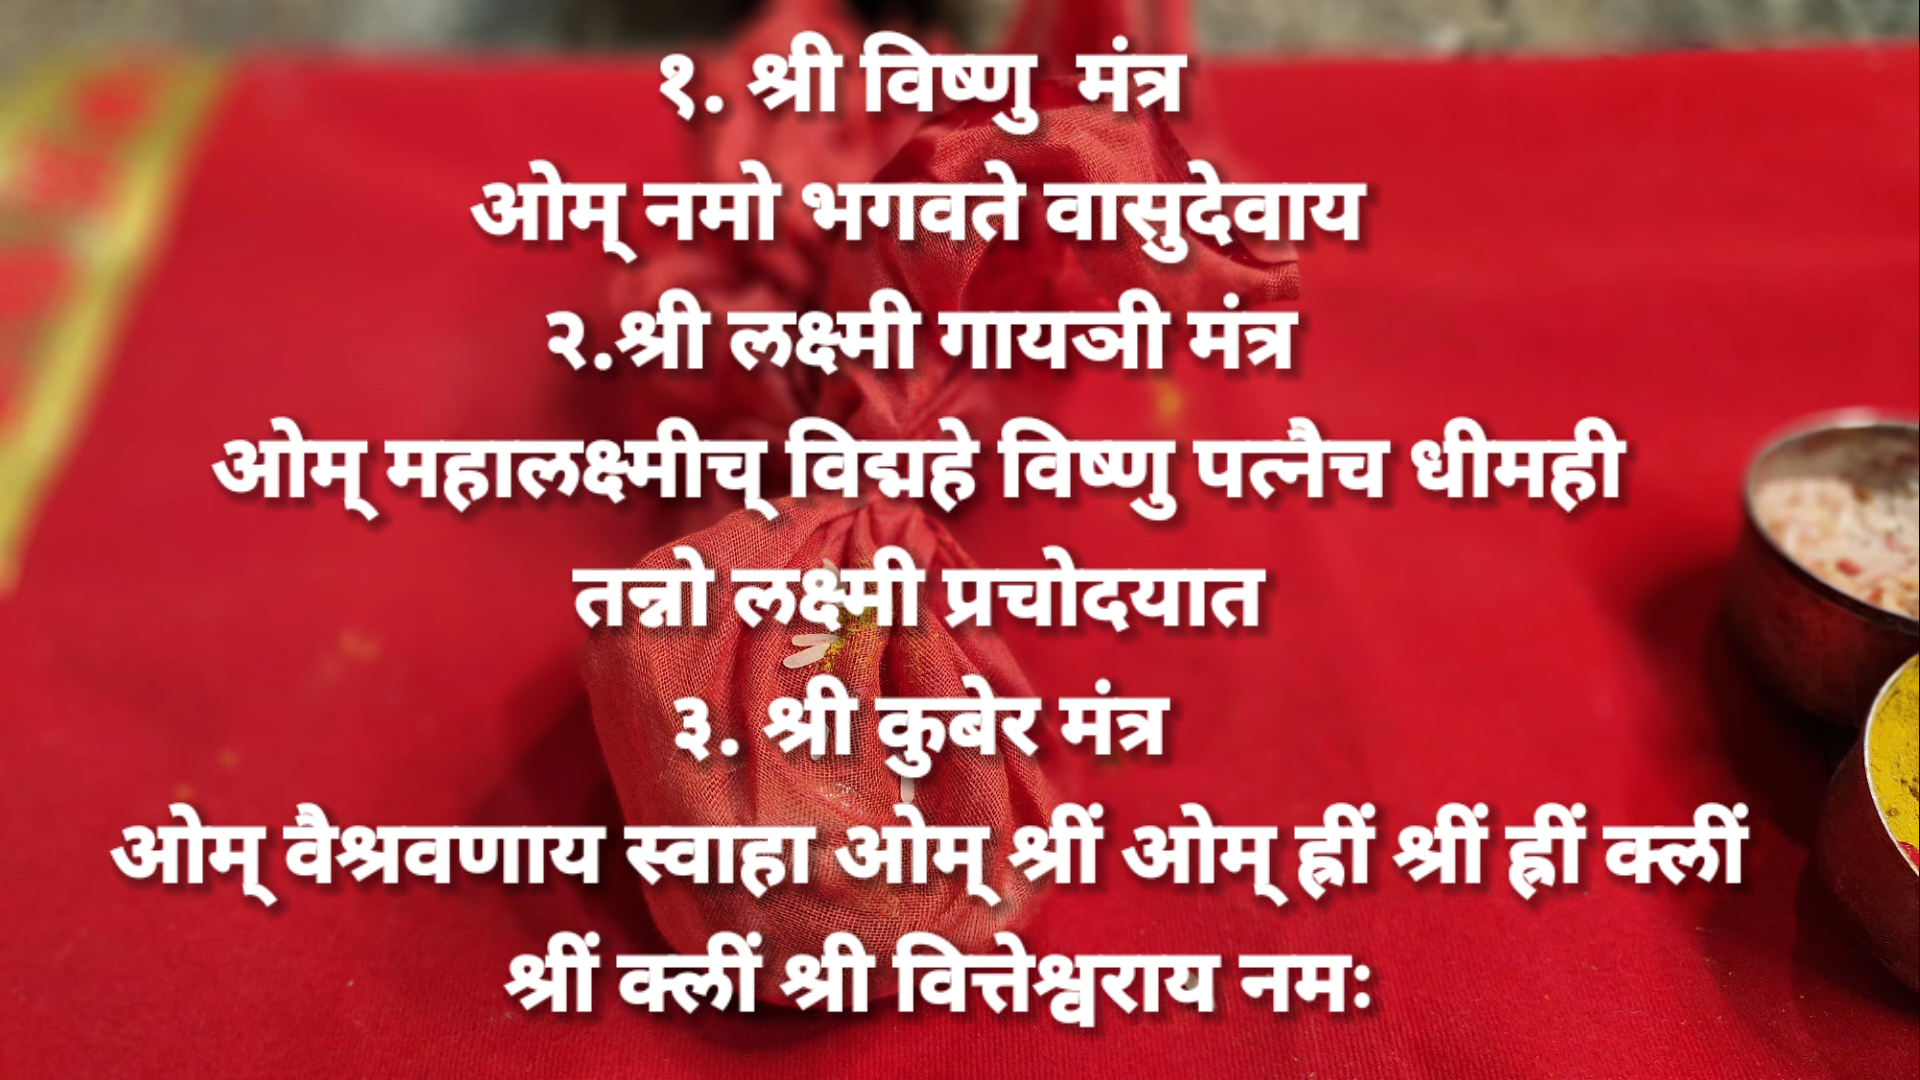 १. श्री विष्णु मंत्र
ओम् नमो भगवते वासुदेवाय
२.श्री लक्ष्मी गायञी मंत्र
ओम् महालक्ष्मीच् विद्महे विष्णु पत्नैच धीमही
तन्नो लक्ष्मी प्रचोदयात
३. श्री कुबेर मंत्र
ओम् वैश्रवणाय स्वाहा ओम् श्रीं ओम् ह्रीं श्रीं ह्रीं क्लीं
श्रीं क्लीं श्री वित्तेश्वराय नमः